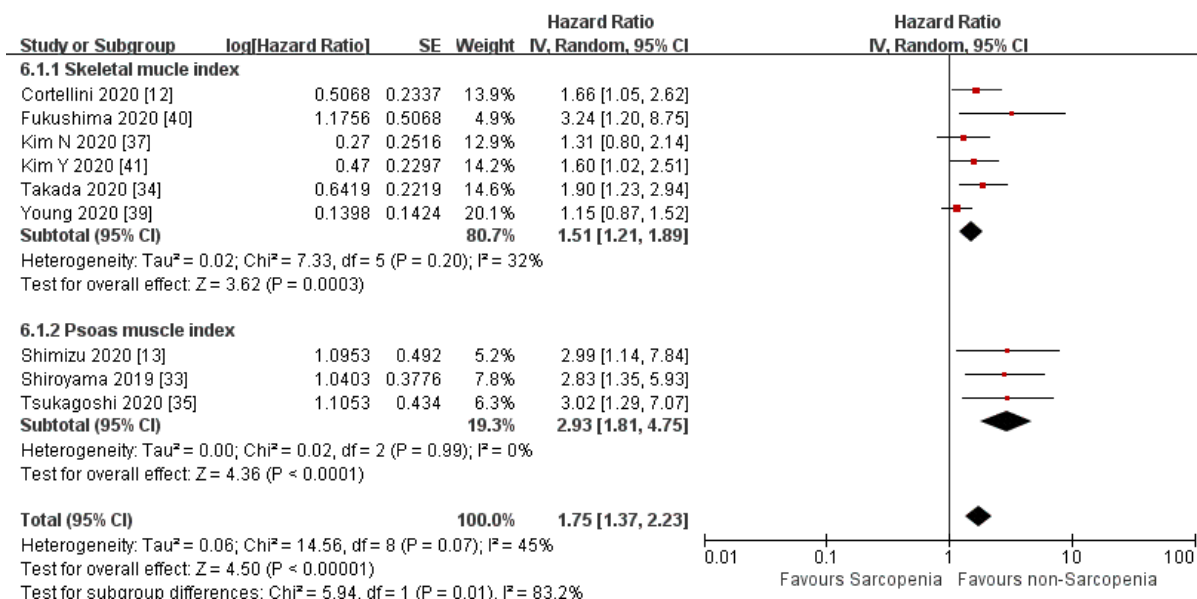 Hazard Ratio Hazard Ratio
Study or Subgroup log[Hazard Ratio] SE Weight IV, Random, 95% CI IV, Random, 95% CI
6.1.1 Skeletal mucle index
Cortellini 2020 [12] 0.5068 0.2337 13.9% 1.66 [1.05, 2.62]
Fukushima 2020 [40] 1.1756 0.5068 4.9% 3.24 [1.20, 8.75]
Kim N 2020 [37] 0.27 0.2516 12.9% 1.31 [0.80, 2.14]
Kim Y 2020 [41] 0.47 0.2297 14.2% 1.60 [1.02, 2.51]
Takada 2020 [34] 0.6419 0.2219 14.6% 1.90 [1.23, 2.94]
Young 2020 [39] 0.1398 0.1424 20.1% 1.15 [0.87, 1.52]
Subtotal (95% CI) 80.7% 1.51 [1.21, 1.89]
Heterogeneity: Tau² = 0.02; Chi² = 7.33, df = 5 (P = 0.20); I² = 32%
Test for overall effect: Z = 3.62 (P = 0.0003)
6.1.2 Psoas muscle index
Shimizu 2020 [13] 1.0953 0.492 5.2% 2.99 [1.14, 7.84]
Shiroyama 2019 [33] 1.0403 0.3776 7.8% 2.83 [1.35, 5.93]
Tsukagoshi 2020 [35] 1.1053 0.434 6.3% 3.02 [1.29, 7.07]
Subtotal (95% CI) 19.3% 2.93 [1.81, 4.75]
Heterogeneity: Tau² = 0.00; Chi² = 0.02, df = 2 (P = 0.99); I² = 0%
Test for overall effect: Z = 4.36 (P < 0.0001)
Total (95% CI) 100.0% 1.75 [1.37, 2.23]
Heterogeneity: Tau² = 0.06; Chi² = 14.56, df = 8 (P = 0.07); I² = 45%
Test for overall effect: Z = 4.50 (P < 0.00001)
Test for subgroup differences: Chi² = 5.94, df = 1 (P = 0.01), I² = 83.2%
0.01 0.1 1 10 100
Favours Sarcopenia Favours non-Sarcopenia